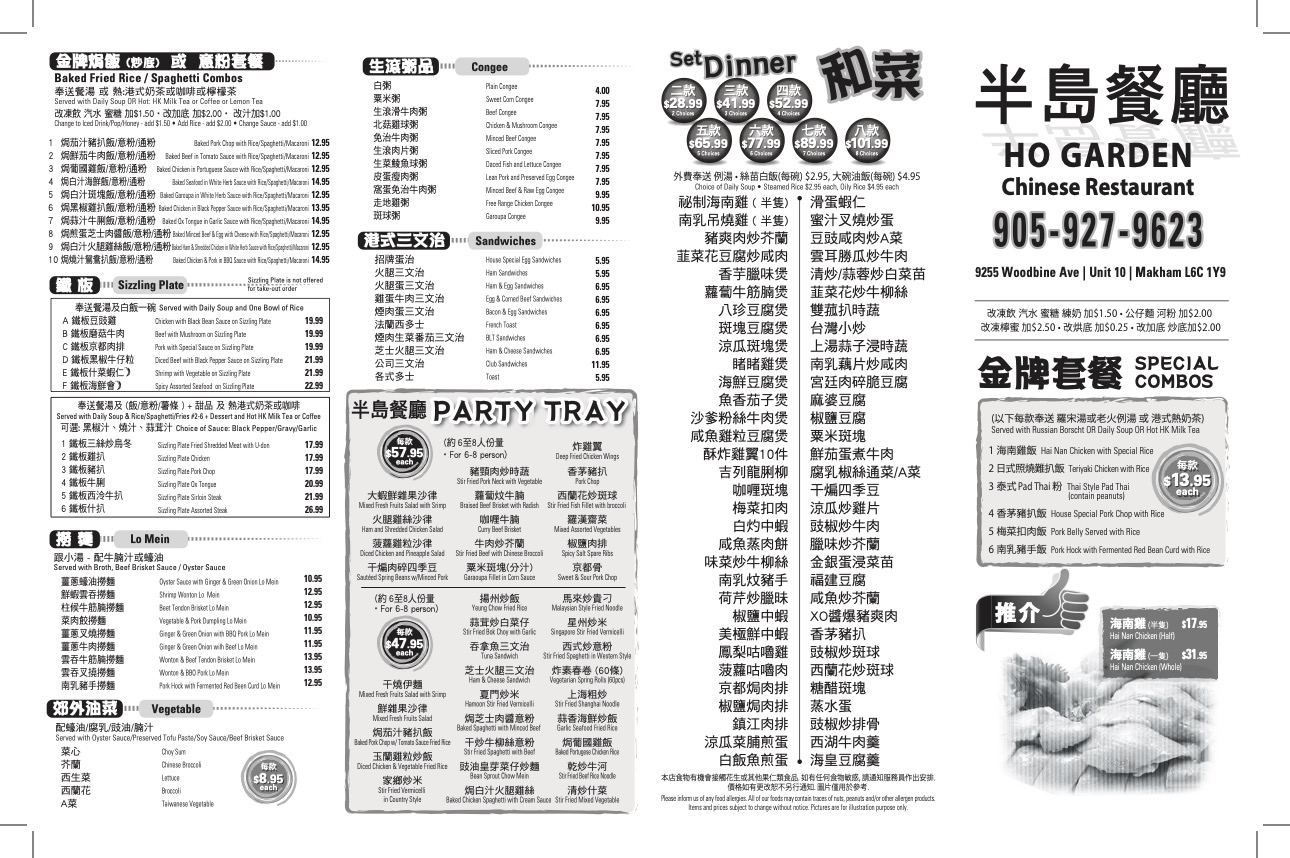 金牌焗飯 (炒底) 或 意粉套餐
Baked Fried Rice / Spaghetti Combos
奉送餐湯 或 熱:港式奶茶或咖啡或檸檬茶
Served with Daily Soup OR Hot: HK Milk Tea or Coffee or Lemon Tea
改凍飲 汽水 蜜糖 加$1.50 • 改加底 加$2.00 • 改汁加$1.00
Change to Iced Drink/Pop/Honey - add $1.50 • Add Rice - add $2.00 • Change Sauce - add $1.00
1 焗茄汁豬扒飯/意粉/通粉 Baked Pork Chop with Rice/Spaghetti/Macaroni 12.95
2 焗鮮茄牛肉飯/意粉/通粉 Baked Beef in Tomato Sauce with Rice/Spaghetti/Macaroni 12.95
3 焗葡國雞飯/意粉/通粉 Baked Chicken in Portuguese Sauce with Rice/Spaghetti/Macaroni 12.95
4 焗白汁海鮮飯/意粉/通粉 Baked Seafood in White Herb Sauce with Rice/Spaghetti/Macaroni 14.95
5 焗白汁斑塊飯/意粉/通粉 Baked Garoupa in White Herb Sauce with Rice/Spaghetti/Macaroni 12.95
6 焗黑椒雞扒飯/意粉/通粉 Baked Chicken in Black Pepper Sauce with Rice/Spaghetti/Macaroni 13.95
7 焗蒜汁牛脷飯/意粉/通粉 Baked Ox Tongue in Garlic Sauce with Rice/Spaghetti/Macaroni 14.95
8 焗煎蛋芝士肉醬飯/意粉/通粉 Baked Minced Beef & Egg with Cheese with Rice/Spaghetti/Macaroni 12.95
9 焗白汁火腿雞絲飯/意粉/通粉 Baked Ham & Shredded Chicken in White Herb Sauce with Rice/Spaghetti/Macaroni 12.95
10 焗燒汁鴛鴦扒飯/意粉/通粉 Baked Chicken & Pork in BBQ Sauce with Rice/Spaghetti/Macaroni 14.95
鐵板 Sizzling Plate
Sizzling Plate is not offered
for take-out order
奉送餐湯及白飯一碗 Served with Daily Soup and One Bowl of Rice
A 鐵板豆豉雞 Chicken with Black Bean Sauce on Sizzling Plate 19.99
B 鐵板磨菇牛肉 Beef with Mushroom on Sizzling Plate 19.99
C 鐵板京都肉排 Pork with Special Sauce on Sizzling Plate 19.99
D 鐵板黑椒牛仔粒 Diced Beef with Black Pepper Sauce on Sizzling Plate 21.99
E 鐵板什菜蝦仁 Shrimp with Vegetable on Sizzling Plate 21.99
F 鐵板海鮮會 Spicy Assorted Seafood on Sizzling Plate 22.99
奉送餐湯及 (飯/意粉/薯條 ) + 甜品 及 熱港式奶茶或咖啡
Served with Daily Soup & Rice/Spaghetti/Fries #2-6 + Dessert and Hot HK Milk Tea or Coffee
可選: 黑椒汁、燒汁、蒜茸汁 Choice of Sauce: Black Pepper/Gravy/Garlic
1 鐵板三絲炒烏冬 Sizzling Plate Fried Shredded Meat with U-don 17.99
2 鐵板雞扒 Sizzling Plate Chicken 17.99
3 鐵板豬扒 Sizzling Plate Pork Chop 17.99
4 鐵板牛脷 Sizzling Plate Ox Tongue 20.99
5 鐵板西泠牛扒 Sizzling Plate Sirloin Steak 21.99
6 鐵板什扒 Sizzling Plate Assorted Steak 26.99
撈麵 Lo Mein
跟小湯 - 配牛腩汁或蠔油
Served with Broth, Beef Brisket Sauce / Oyster Sauce
薑蔥蠔油撈麵 Oyster Sauce with Ginger & Green Onion Lo Mein 10.95
鮮蝦雲吞撈麵 Shrimp Wonton Lo Mein 12.95
柱候牛筋腩撈麵 Beet Tendon Brisket Lo Mein 12.95
菜肉餃撈麵 Vegetable & Pork Dumpling Lo Mein 10.95
薑蔥叉燒撈麵 Ginger & Green Onion with BBQ Pork Lo Mein 11.95
薑蔥牛肉撈麵 Ginger & Green Onion with Beef Lo Mein 11.95
雲吞牛筋腩撈麵 Wonton & Beef Tendon Brisket Lo Mein 13.95
雲吞叉撓撈麵 Wonton & BBQ Pork Lo Mein 13.95
南乳豬手撈麵 Pork Hock with Fermented Red Bean Curd Lo Mein 12.95
郊外油菜 Vegetable
配蠔油/腐乳/豉油/腩汁
Served with Oyster Sauce/Preserved Tofu Paste/Soy Sauce/Beef Brisket Sauce
菜心 Choy Sum
芥蘭 Chinese Broccoli
西生菜 Lettuce
西蘭花 Broccoli
A菜 Taiwanese Vegetable
每款
$8.95
each
生滾粥品 Congee
白粥 Plain Congee 4.00
粟米粥 Sweet Corn Congee 7.95
生滾滑牛肉粥 Beef Congee 7.95
北菇雞球粥 Chicken & Mushroom Congee 7.95
免治牛肉粥 Minced Beef Congee 7.95
生滾肉片粥 Sliced Pork Congee 7.95
生菜鯪魚球粥 Daced Fish and Lettuce Congee 7.95
皮蛋瘦肉粥 Lean Pork and Preserved Egg Congee 7.95
窩蛋免治牛肉粥 Minced Beef & Raw Egg Congee 9.95
走地雞粥 Free Range Chicken Congee 10.95
斑球粥 Garoupa Congee 9.95
港式三文治 Sandwiches
招牌蛋治 House Special Egg Sandwiches 5.95
火腿三文治 Ham Sandwiches 5.95
火腿蛋三文治 Ham & Egg Sandwiches 6.95
雞蛋牛肉三文治 Egg & Corned Beef Sandwiches 6.95
煙肉蛋三文治 Bacon & Egg Sandwiches 6.95
法蘭西多士 French Toast 6.95
煙肉生菜番茄三文治 BLT Sandwiches 6.95
芝士火腿三文治 Ham & Cheese Sandwiches 6.95
公司三文治 Club Sandwiches 11.95
各式多士 Toast 5.95
半島餐廳 PARTY TRAY
每款
$57.95
each
(約 6至8人份量
• For 6-8 person)
炸雞翼
Deep Fried Chicken Wings
豬頸肉炒時蔬
Stir Fried Pork Neck with Vegetable
香茅豬扒
Pork Chop
大蝦鮮雜果沙律
Mixed Fresh Fruits Salad with Srimp
蘿蔔炆牛腩
Braised Beef Brisket with Radish
西蘭花炒斑球
Stir Fried Fish Fillet with broccoli
火腿雞絲沙律
Ham and Shredded Chicken Salad
咖喱牛腩
Curry Beef Brisket
羅漢齋菜
Mixed Assorted Vegetables
菠蘿雞粒沙律
Diced Chicken and Pineapple Salad
牛肉炒芥蘭
Stir Fried Beef with Chinese Broccoli
椒鹽肉排
Spicy Salt Spare Ribs
干煸肉碎四季豆
Sautéed Spring Beans w/Minced Pork
粟米斑塊(分汁)
Garaoupa Fillet in Corn Sauce
京都骨
Sweet & Sour Pork Chop
(約 6至8人份量
• For 6-8 person)
每款
$47.95
each
揚州炒飯
Yeung Chow Fried Rice
馬來炒貴刁
Malaysian Style Fried Noodle
蒜茸炒白菜仔
Stir Fried Bok Choy with Garlic
星州炒米
Singapore Stir Fried Vermicelli
吞拿魚三文治
Tuna Sandwich
西式炒意粉
Stir Fried Spaghetti in Western Style
芝士火腿三文治
Ham & Cheese Sandwich
炸素春卷 (60條)
Vegetarian Spring Rolls (60pcs)
干燒伊麵
Mixed Fresh Fruits Salad with Srimp
夏門炒米
Hamoon Stir Fried Vermicelli
上海粗炒
Stir Fried Shanghai Noodle
鮮雜果沙律
Mixed Fresh Fruits Salad
焗芝士肉醬意粉
Baked Spaghetti with Minced Beef
蒜香海鮮炒飯
Garlic Seafood Fried Rice
焗茄汁豬扒飯
Baked Pork Chop w/ Tomato Sauce Fried Rice
干炒牛柳絲意粉
Stir Fried Spaghetti with Beef
焗葡國雞飯
Baked Portugese Chicken Rice
玉蘭雞粒炒飯
Diced Chicken & Vegetable Fried Rice
豉油皇芽菜仔炒麵
Bean Sprout Chow Mein
乾炒牛河
Stir Fried Beef Rice Noodle
家鄉炒米
Stir Fried Vermicelli
in Country Style
焗白汁火腿雞絲
Baked Chicken Spaghetti with Cream Sauce
清炒什菜
Stir Fried Mixed Vegetable
Set Dinner 和菜
二款
$28.99
2 Choices
三款
$41.99
3 Choices
四款
$52.99
4 Choices
五款
$65.99
5 Choices
六款
$77.99
6 Choices
七款
$89.99
7 Choices
八款
$101.99
8 Choices
外費奉送 例湯 • 絲苗白飯(每碗) $2.95, 大碗油飯(每碗) $4.95
Choice of Daily Soup • Steamed Rice $2.95 each, Oily Rice $4.95 each
祕制海南雞 ( 半隻 ) 滑蛋蝦仁
南乳吊燒雞 ( 半隻 ) 蜜汁叉燒炒蛋
豬爽肉炒芥蘭 豆豉咸肉炒A菜
韮菜花豆腐炒咸肉 雲耳勝瓜炒牛肉
香芋臘味煲 清炒/蒜蓉炒白菜苗
蘿蔔牛筋腩煲 韮菜花炒牛柳絲
八珍豆腐煲 雙菰扒時蔬
斑塊豆腐煲 台灣小炒
涼瓜斑塊煲 上湯蒜子浸時蔬
啫啫雞煲 南乳藕片炒咸肉
海鮮豆腐煲 宮廷肉碎脆豆腐
魚香茄子煲 麻婆豆腐
沙爹粉絲牛肉煲 椒鹽豆腐
咸魚雞粒豆腐煲 粟米斑塊
酥炸雞翼10件 鮮茄蛋煮牛肉
吉列龍脷柳 腐乳椒絲通菜/A菜
咖喱斑塊 干煸四季豆
梅菜扣肉 涼瓜炒雞片
白灼中蝦 豉椒炒牛肉
咸魚蒸肉餅 臘味炒芥蘭
味菜炒牛柳絲 金銀蛋浸菜苗
南乳炆豬手 福建豆腐
荷芹炒臘味 咸魚炒芥蘭
椒鹽中蝦 XO醬爆豬爽肉
美極鮮中蝦 香茅豬扒
鳳梨咕嚕雞 豉椒炒斑球
菠蘿咕嚕肉 西蘭花炒斑球
京都焗肉排 糖醋斑塊
椒鹽焗肉排 蒸水蛋
鎮江肉排 豉椒炒排骨
涼瓜菜脯煎蛋 西湖牛肉羹
白飯魚煎蛋 海皇豆腐羹
本店食物有機會接觸花生或其他果仁類食品, 如有任何食物敏感, 請通知服務員作出安排.
價格如有更改恕不另行通知. 圖片僅用於參考.
Please inform us of any food allergies. All of our foods may contain traces of nuts, peanuts and/or other allergen products.
Items and prices subject to change without notice. Pictures are for illustration purpose only.
半島餐廳
HO GARDEN
Chinese Restaurant
905-927-9623
9255 Woodbine Ave | Unit 10 | Makham L6C 1Y9
改凍飲 汽水 蜜糖 練奶 加$1.50 • 公仔麵 河粉 加$2.00
改凍檸蜜 加$2.50 • 改烘底 加$0.25 • 改加底 炒底加$2.00
金牌套餐 SPECIAL COMBOS
(以下每款奉送 羅宋湯或老火例湯 或 港式熱奶茶)
Served with Russian Borscht OR Daily Soup OR Hot HK Milk Tea
1 海南雞飯 Hai Nan Chicken with Special Rice
2 日式照燒雞扒飯 Teriyaki Chicken with Rice
3 泰式 Pad Thai 粉 Thai Style Pad Thai
(contain peanuts)
4 香茅豬扒飯 House Special Pork Chop with Rice
5 梅菜扣肉飯 Pork Belly Served with Rice
6 南乳豬手飯 Pork Hock with Fermented Red Bean Curd with Rice
每款
$13.95
each
推介
海南雞 (半隻) $17.95
Hai Nan Chicken (Half)
海南雞 (一隻) $31.95
Hai Nan Chicken (Whole)